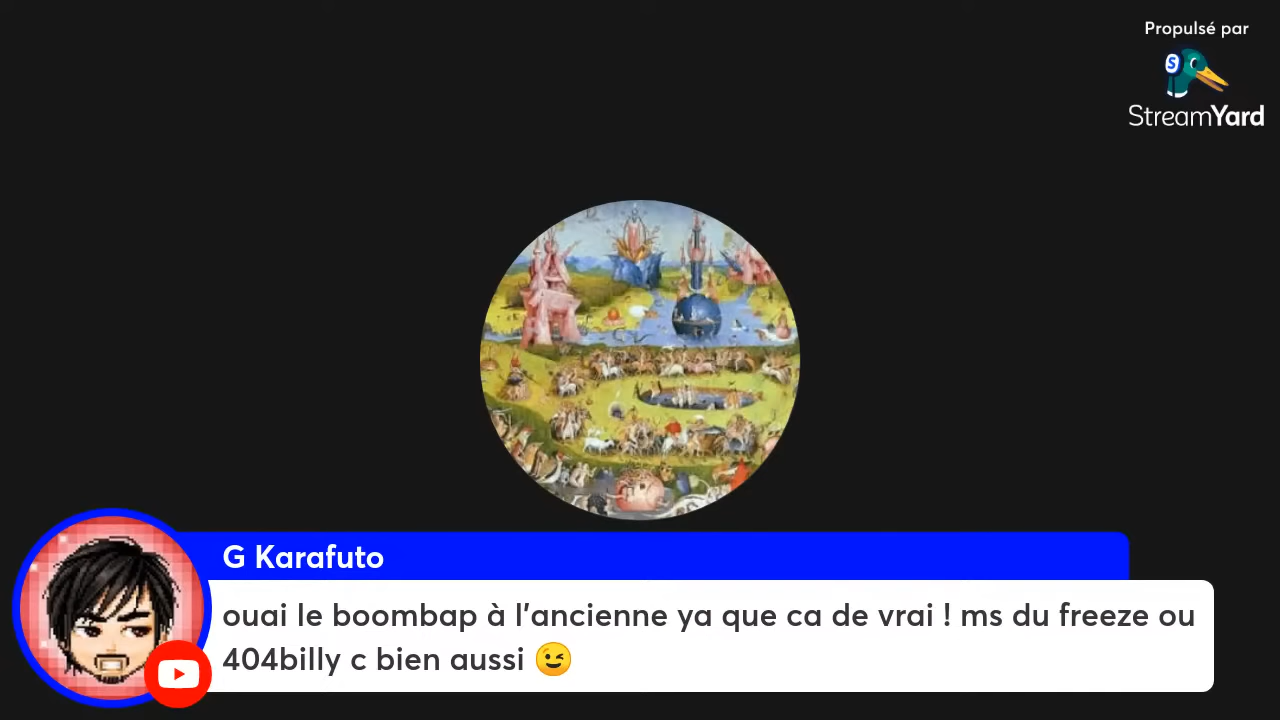 Propulsé par
S
StreamYard
G Karafuto
ouai le boombap à l'ancienne ya que ca de vrai ! ms du freeze ou
404billy c bien aussi 😉